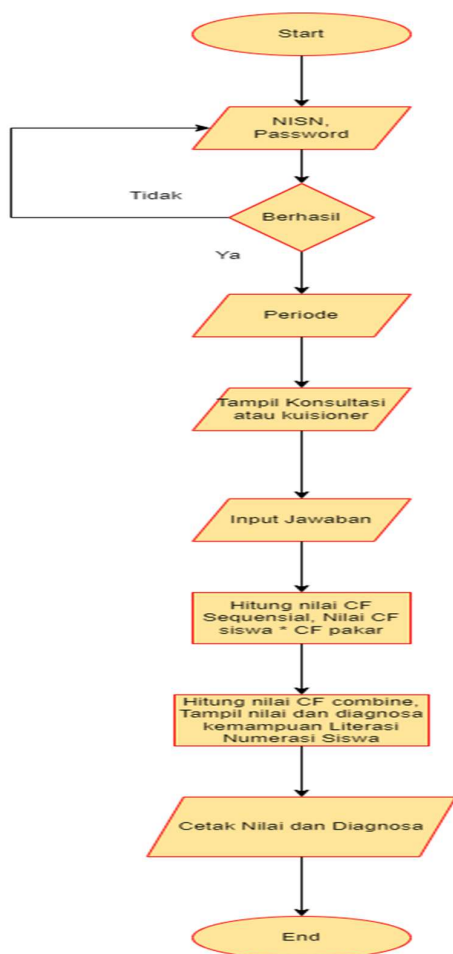 Start
NISN,
Password
Tidak
Berhasil
Ya
Periode
Tampil Konsultasi
atau kuisioner
Input Jawaban
Hitung nilai CF
Sequensial, Nilai CF
siswa * CF pakar
Hitung nilai CF combine,
Tampil nilai dan diagnosa
kemampuan Literasi
Numerasi Siswa
Cetak Nilai dan Diagnosa
End